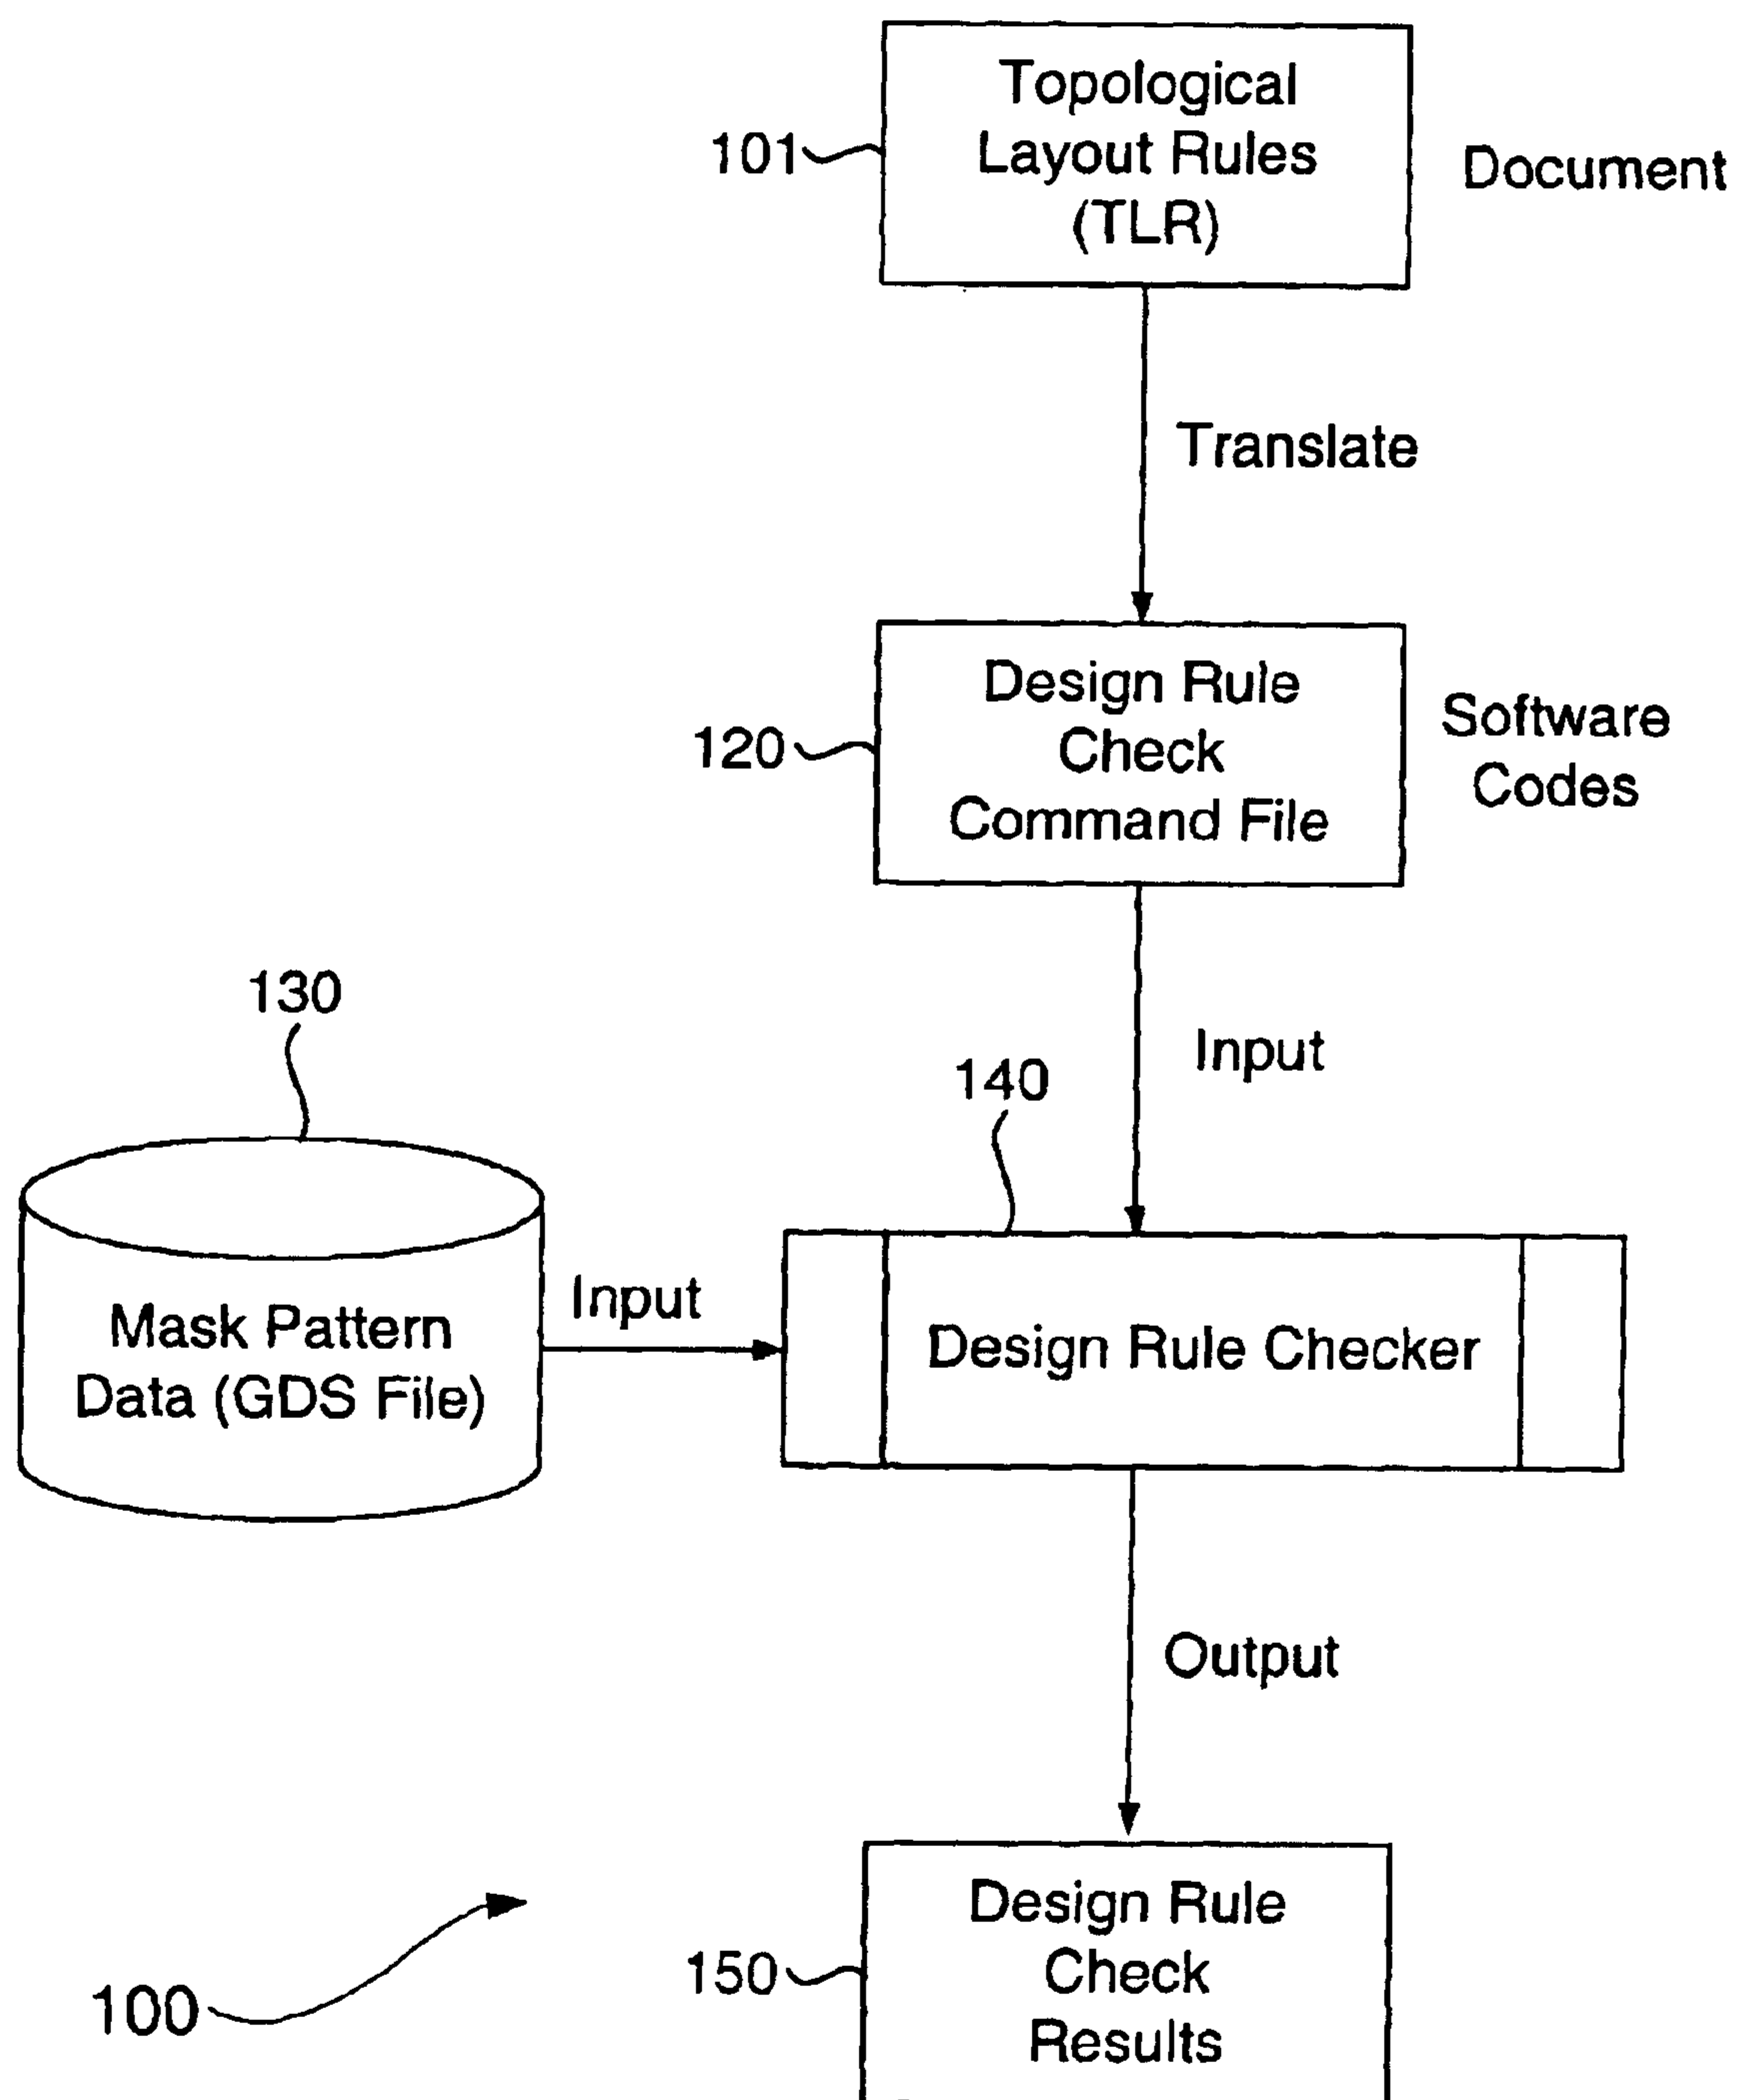 Topological
Layout Rules
(TLR)
101
Document
Translate
Design Rule
Check
Command File
120
Software
Codes
130
Input
140
Mask Pattern
Data (GDS File)
Input
Design Rule Checker
Output
Design Rule
Check
Results
150
100